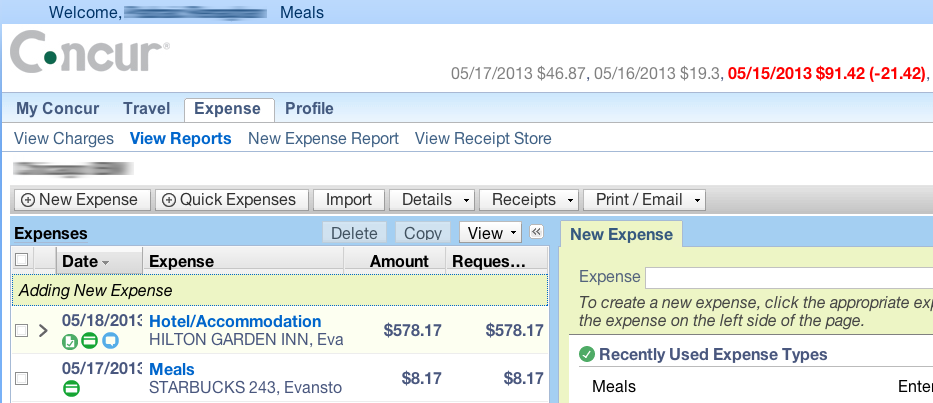 Welcome, Meals
Concur®
05/17/2013 $46.87, 05/16/2013 $19.3, 05/15/2013 $91.42 (-21.42),
My Concur Travel Expense Profile
View Charges View Reports New Expense Report View Receipt Store
New Expense Quick Expenses Import Details Receipts Print / Email
Expenses Delete Copy View «
New Expense
Date Expense Amount Reques...
Expense
Adding New Expense
To create a new expense, click the appropriate
the expense on the left side of the page.
05/18/2013 Hotel/Accommodation $578.17 $578.17
HILTON GARDEN INN, Eva
Recently Used Expense Types
05/17/2013 Meals $8.17 $8.17
STARBUCKS 243, Evansto
Meals Enter